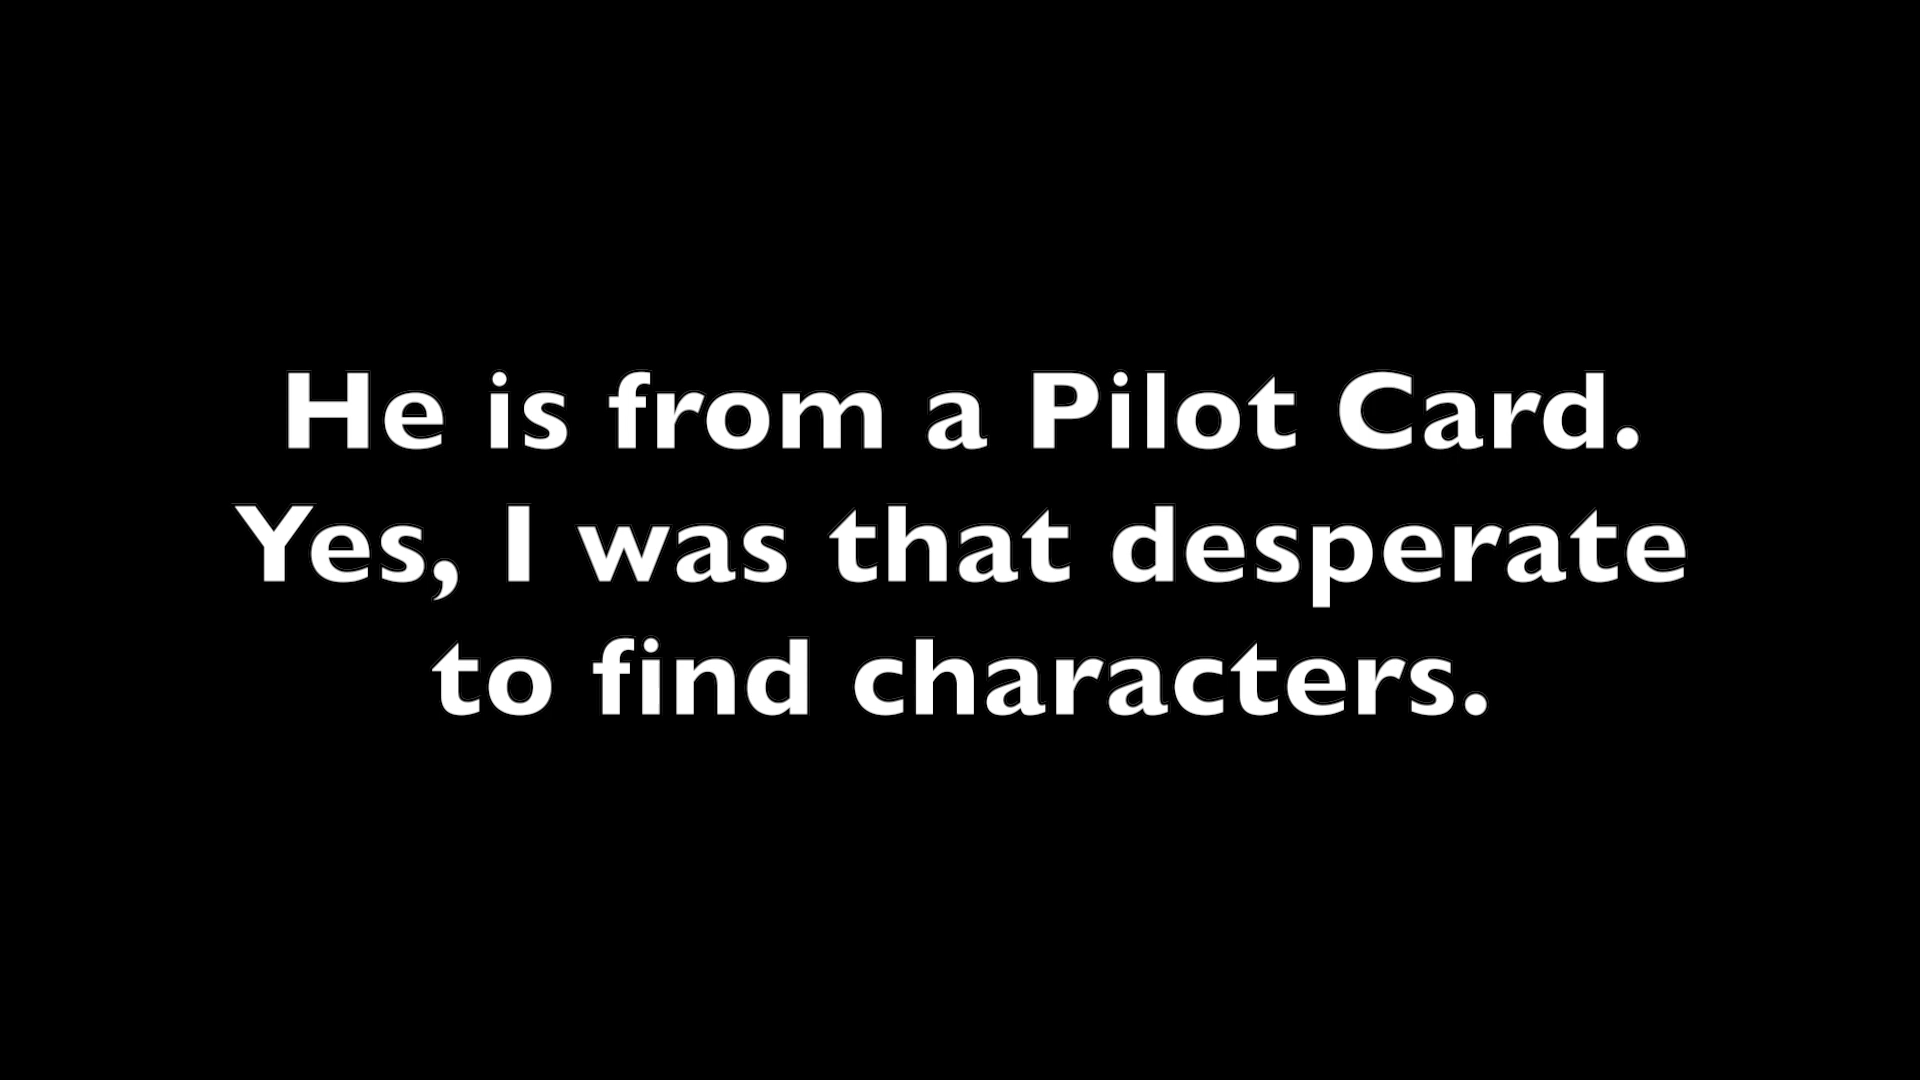 He is from a Pilot Card.
Yes, I was that desperate
to find characters.